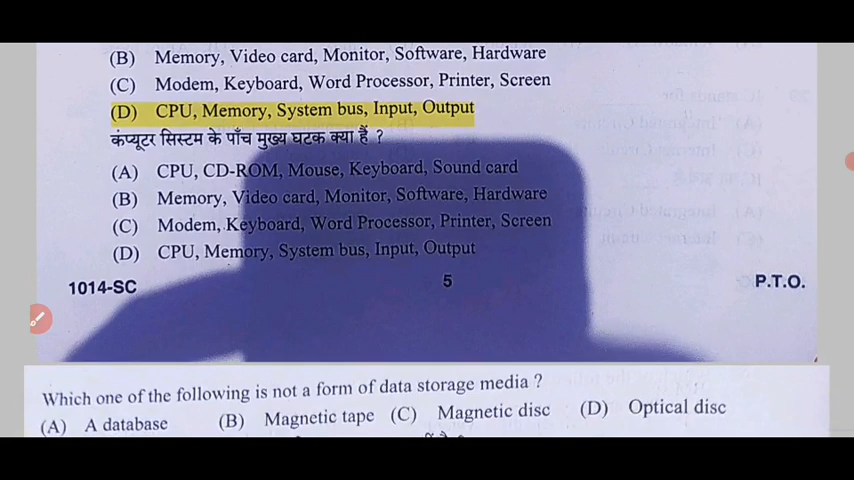 (B) Memory, Video card, Monitor, Software, Hardware
(C) Modem, Keyboard, Word Processor, Printer, Screen
(D) CPU, Memory, System bus, Input, Output
कंप्यूटर सिस्टम के पाँच मुख्य घटक क्या हैं ?
(A) CPU, CD-ROM, Mouse, Keyboard, Sound card
(B) Memory, Video card, Monitor, Software, Hardware
(C) Modem, Keyboard, Word Processor, Printer, Screen
(D) CPU, Memory, System bus, Input, Output
1014-SC 5 P.T.O.
Which one of the following is not a form of data storage media ?
(A) A database (B) Magnetic tape (C) Magnetic disc (D) Optical disc